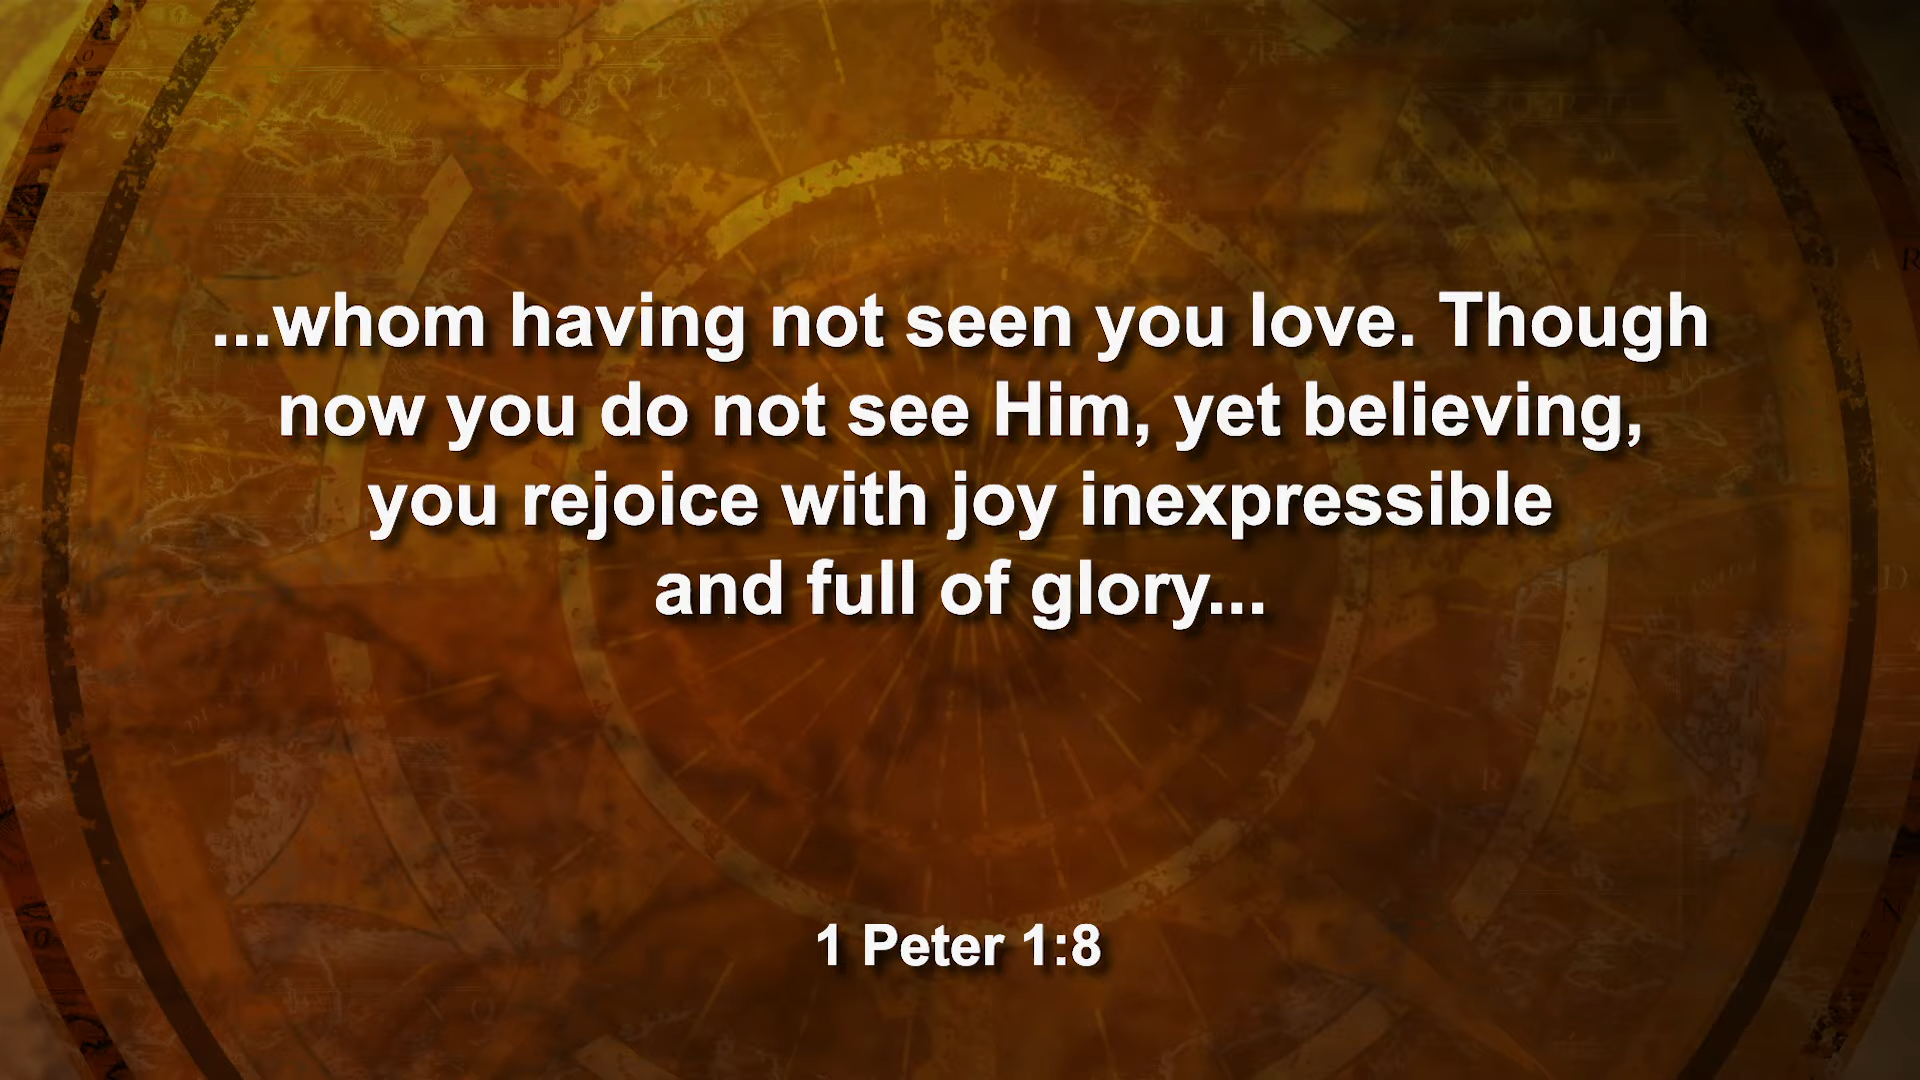 ...whom having not seen you love. Though
now you do not see Him, yet believing,
you rejoice with joy inexpressible
and full of glory...
1 Peter 1:8